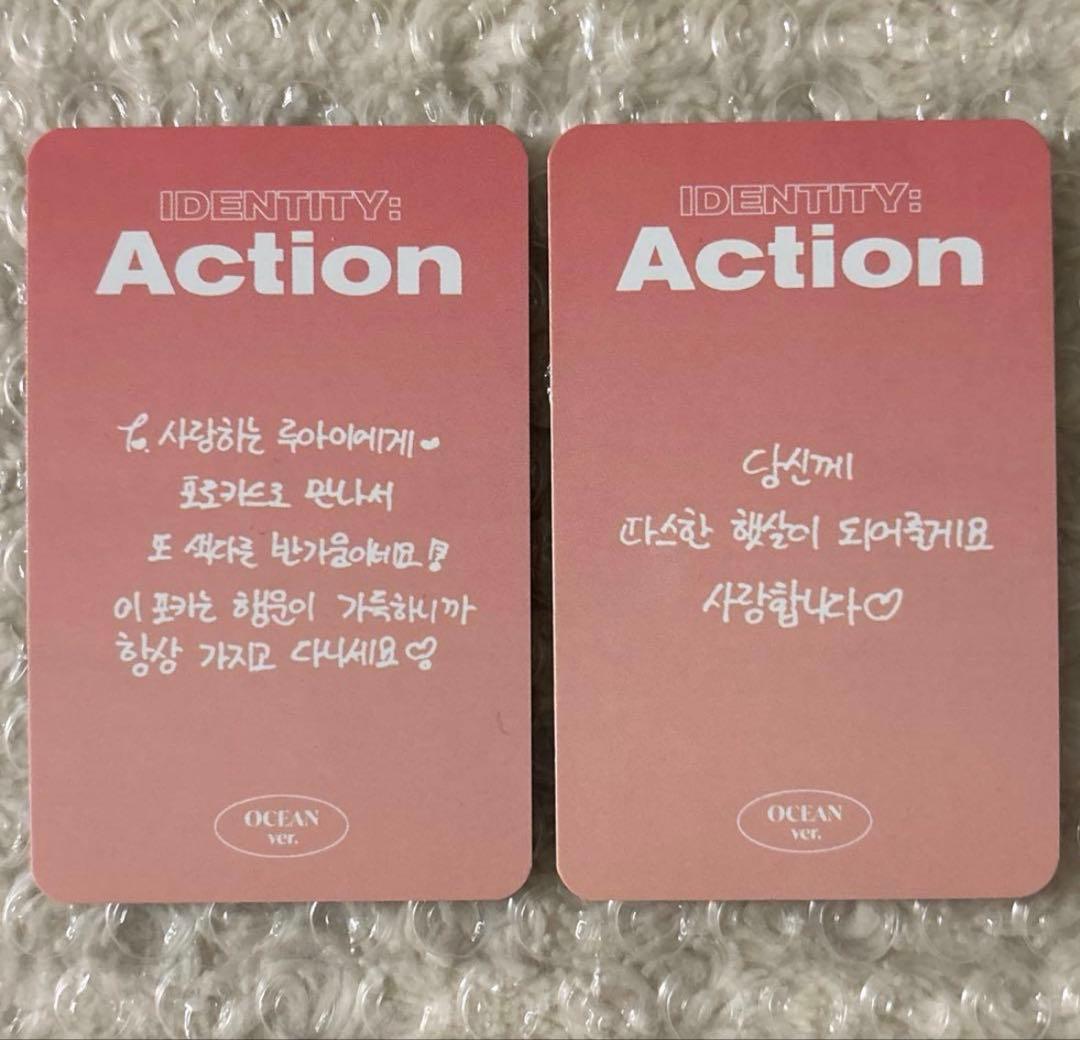 IDENTITY:
Action
To. 사랑하는 루아이에게♥
포토카드로 만나서
또 색다른 반가움이네요!
이 포카는 행운이 가득하니까
항상 가지고 다니세요♡
OCEAN
ver.
IDENTITY:
Action
당신께
따스한 햇살이 되어줄게요
사랑합니다♡
OCEAN
ver.